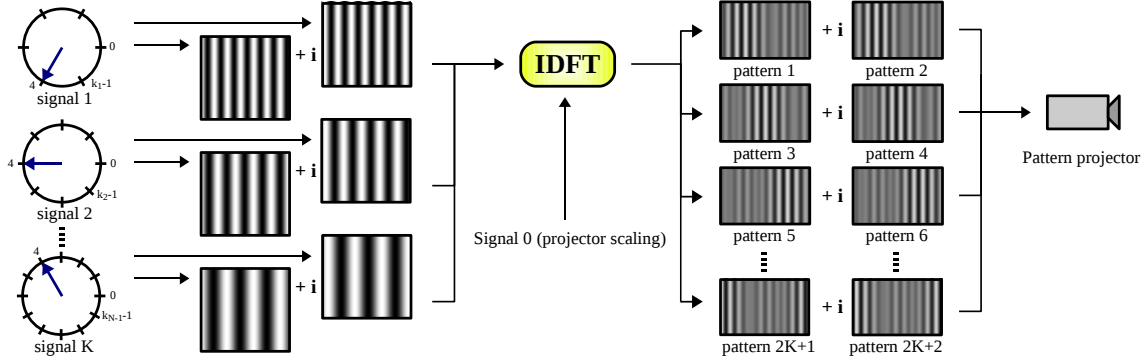 0
4
k₁-1
signal 1
+ i
0
4
k₂-1
signal 2
+ i
4
0
k_N-1-1
signal K
+ i
IDFT
Signal 0 (projector scaling)
+ i
pattern 1
pattern 2
+ i
pattern 3
pattern 4
+ i
pattern 5
pattern 6
+ i
pattern 2K+1
pattern 2K+2
Pattern projector